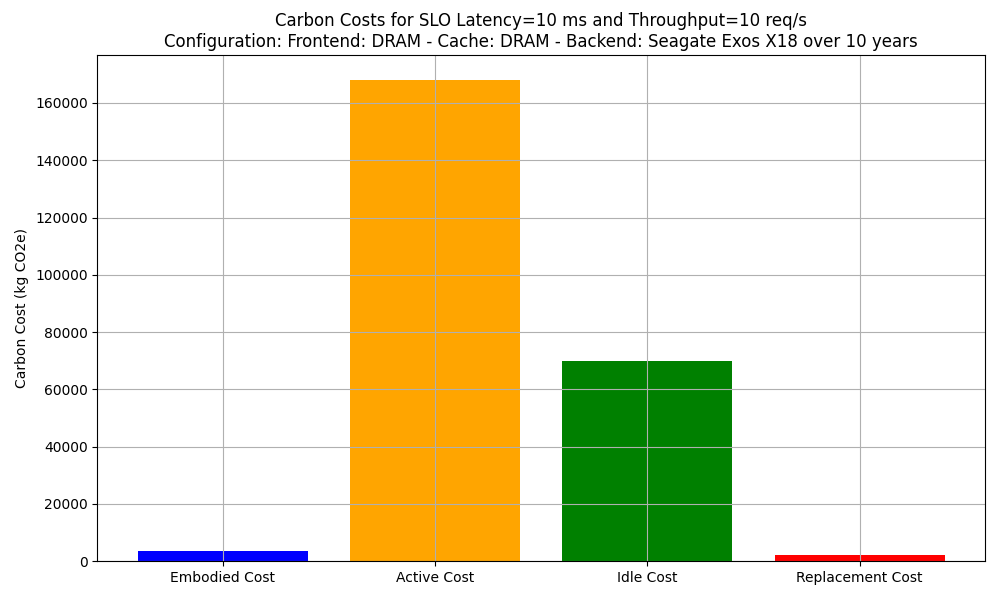 Carbon Costs for SLO Latency=10 ms and Throughput=10 req/s
Configuration: Frontend: DRAM - Cache: DRAM - Backend: Seagate Exos X18 over 10 years
Carbon Cost (kg CO2e)
160000
140000
120000
100000
80000
60000
40000
20000
0
Embodied Cost
Active Cost
Idle Cost
Replacement Cost